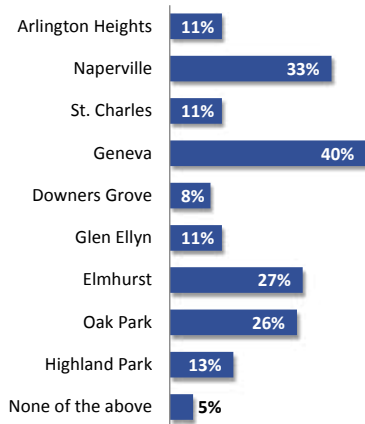 Arlington Heights 11%
Naperville 33%
St. Charles 11%
Geneva 40%
Downers Grove 8%
Glen Ellyn 11%
Elmhurst 27%
Oak Park 26%
Highland Park 13%
None of the above 5%